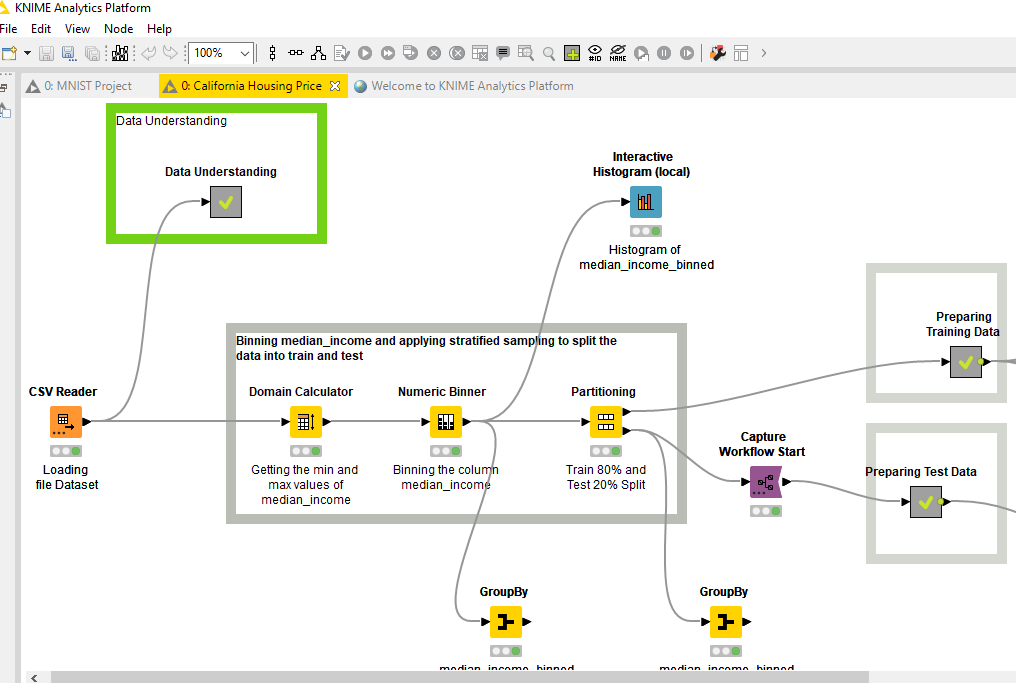 KNIME Analytics Platform
File Edit View Node Help
100%
#ID
NAME
0: MNIST Project
0: California Housing Price
Welcome to KNIME Analytics Platform
Data Understanding
Data Understanding
Interactive
Histogram (local)
Histogram of
median_income_binned
Preparing
Training Data
Binning median_income and applying stratified sampling to split the
data into train and test
CSV Reader
Loading
file Dataset
Domain Calculator
Getting the min and
max values of
median_income
Numeric Binner
Binning the column
median_income
Partitioning
Train 80% and
Test 20% Split
Capture
Workflow Start
Preparing Test Data
GroupBy
median_income_binned
GroupBy
median_income_binned